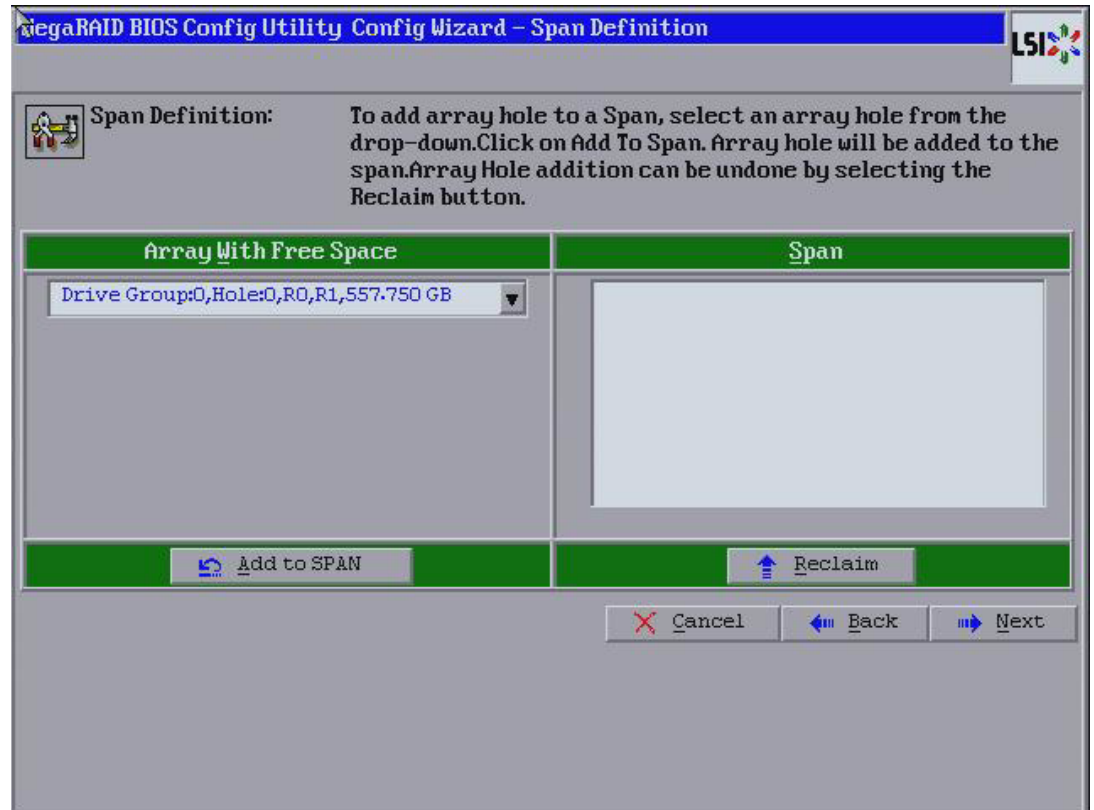 MegaRAID BIOS Config Utility Config Wizard – Span Definition
LSI
Span Definition:
To add array hole to a Span, select an array hole from the
drop-down.Click on Add To Span. Array hole will be added to the
span.Array Hole addition can be undone by selecting the
Reclaim button.
Array With Free Space
Span
Drive Group:0,Hole:0,R0,R1,557.750 GB
Add to SPAN
Reclaim
Cancel
Back
Next